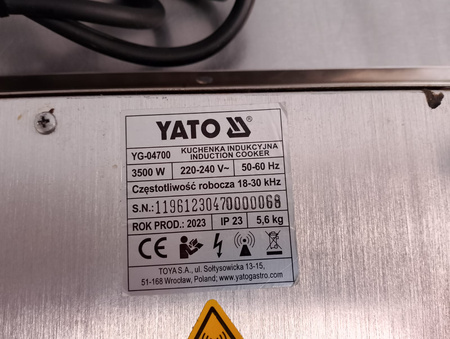 YATO ®
YG-04700 KUCHENKA INDUKCYJNA
INDUCTION COOKER
3500 W 220-240 V~ 50-60 Hz
Częstotliwość robocza 18-30 kHz
S.N.: 11961230470000068
ROK PROD.: 2023 IP 23 5,6 kg
CE
TOYA S.A., ul. Sołtysowicka 13-15,
51-168 Wrocław, Poland; www.yatogastro.com